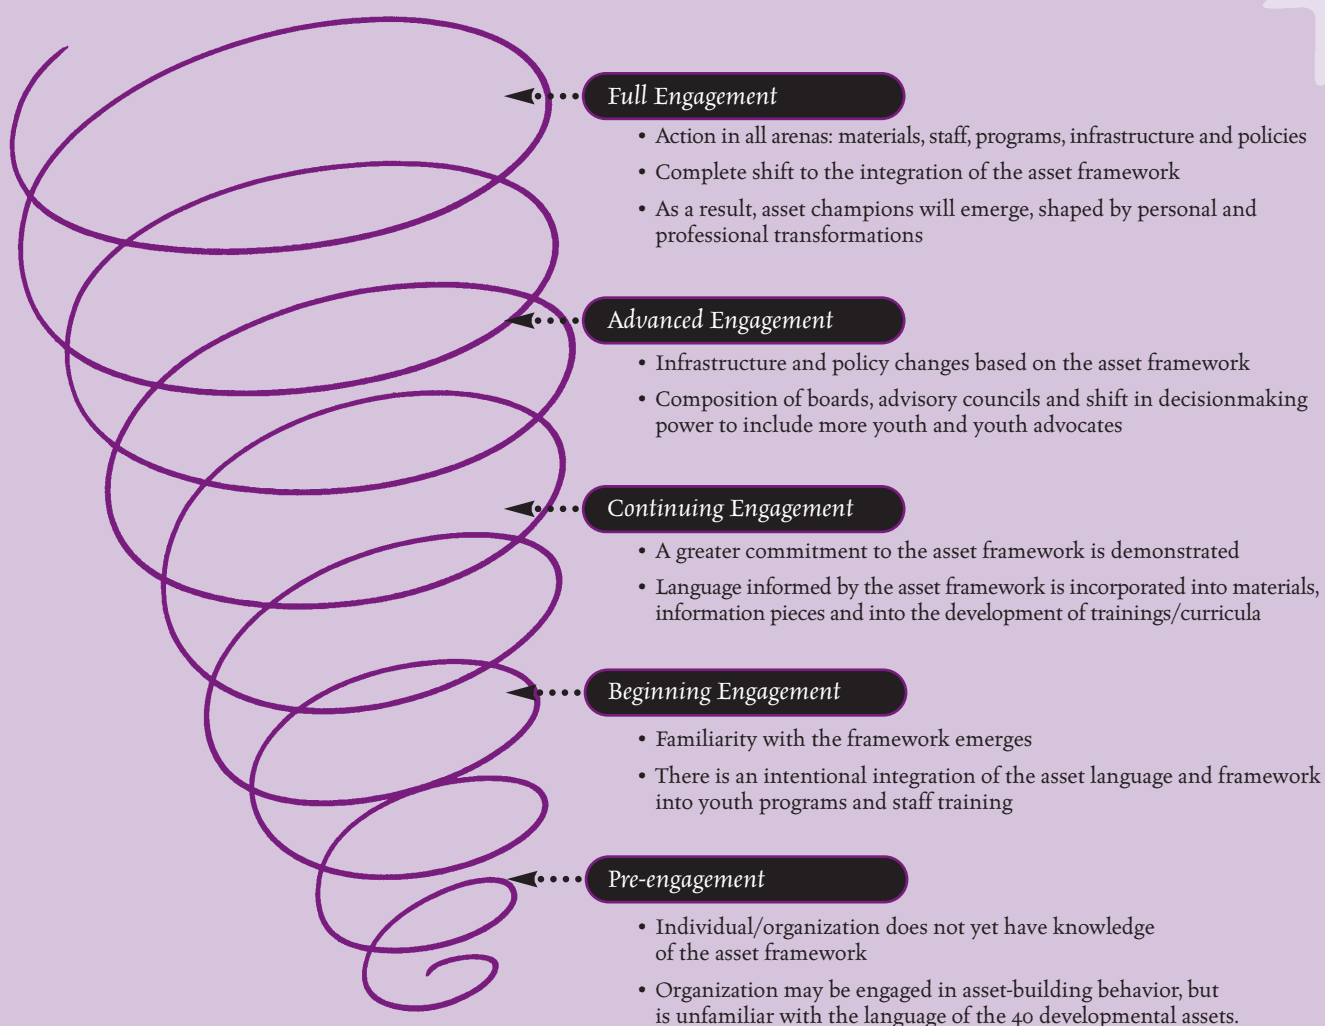 Full Engagement
• Action in all arenas: materials, staff, programs, infrastructure and policies
• Complete shift to the integration of the asset framework
• As a result, asset champions will emerge, shaped by personal and
professional transformations
Advanced Engagement
• Infrastructure and policy changes based on the asset framework
• Composition of boards, advisory councils and shift in decisionmaking
power to include more youth and youth advocates
Continuing Engagement
• A greater commitment to the asset framework is demonstrated
• Language informed by the asset framework is incorporated into materials,
information pieces and into the development of trainings/curricula
Beginning Engagement
• Familiarity with the framework emerges
• There is an intentional integration of the asset language and framework
into youth programs and staff training
Pre-engagement
• Individual/organization does not yet have knowledge
of the asset framework
• Organization may be engaged in asset-building behavior, but
is unfamiliar with the language of the 40 developmental assets.